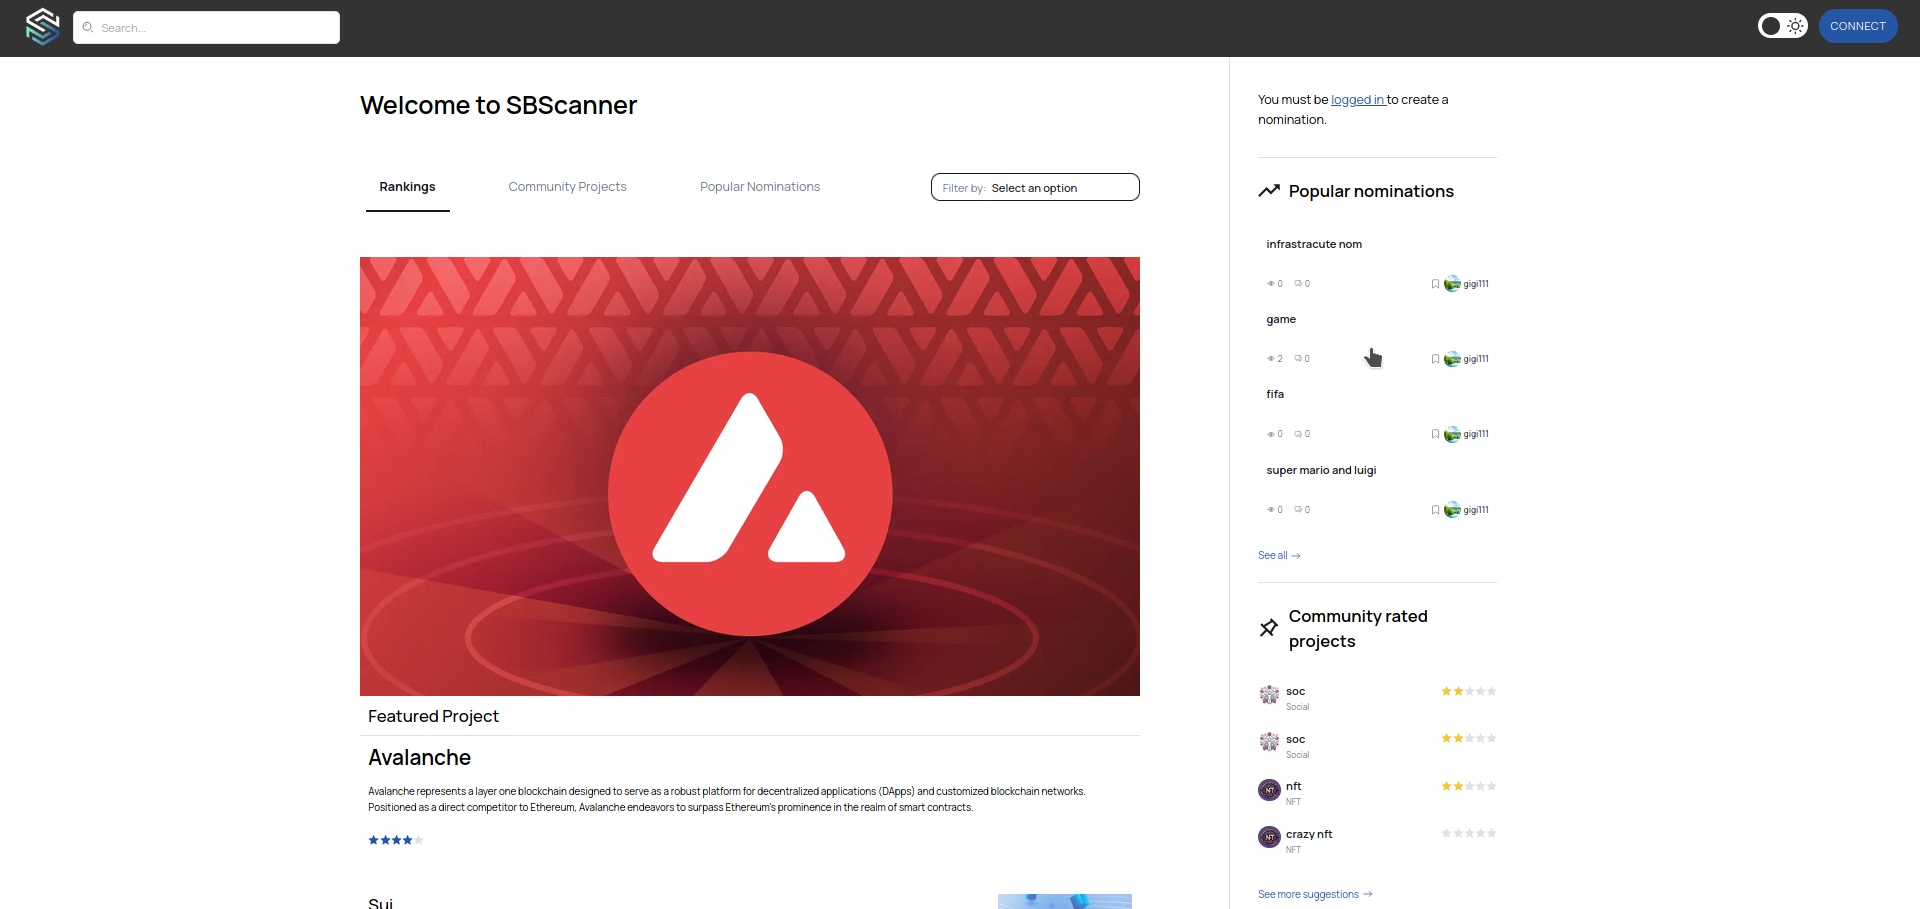 Search...
CONNECT
Welcome to SBScanner
Rankings
Community Projects
Popular Nominations
Filter by: Select an option
Featured Project
Avalanche
Avalanche represents a layer one blockchain designed to serve as a robust platform for decentralized applications (DApps) and customized blockchain networks.
Positioned as a direct competitor to Ethereum, Avalanche endeavors to surpass Ethereum's prominence in the realm of smart contracts.
Sui
You must be logged in to create a
nomination.
Popular nominations
infrastracute nom
0 0 gigi111
game
2 0 gigi111
fifa
0 0 gigi111
super mario and luigi
0 0 gigi111
See all →
Community rated
projects
soc
Social
soc
Social
nft
NFT
crazy nft
NFT
See more suggestions →